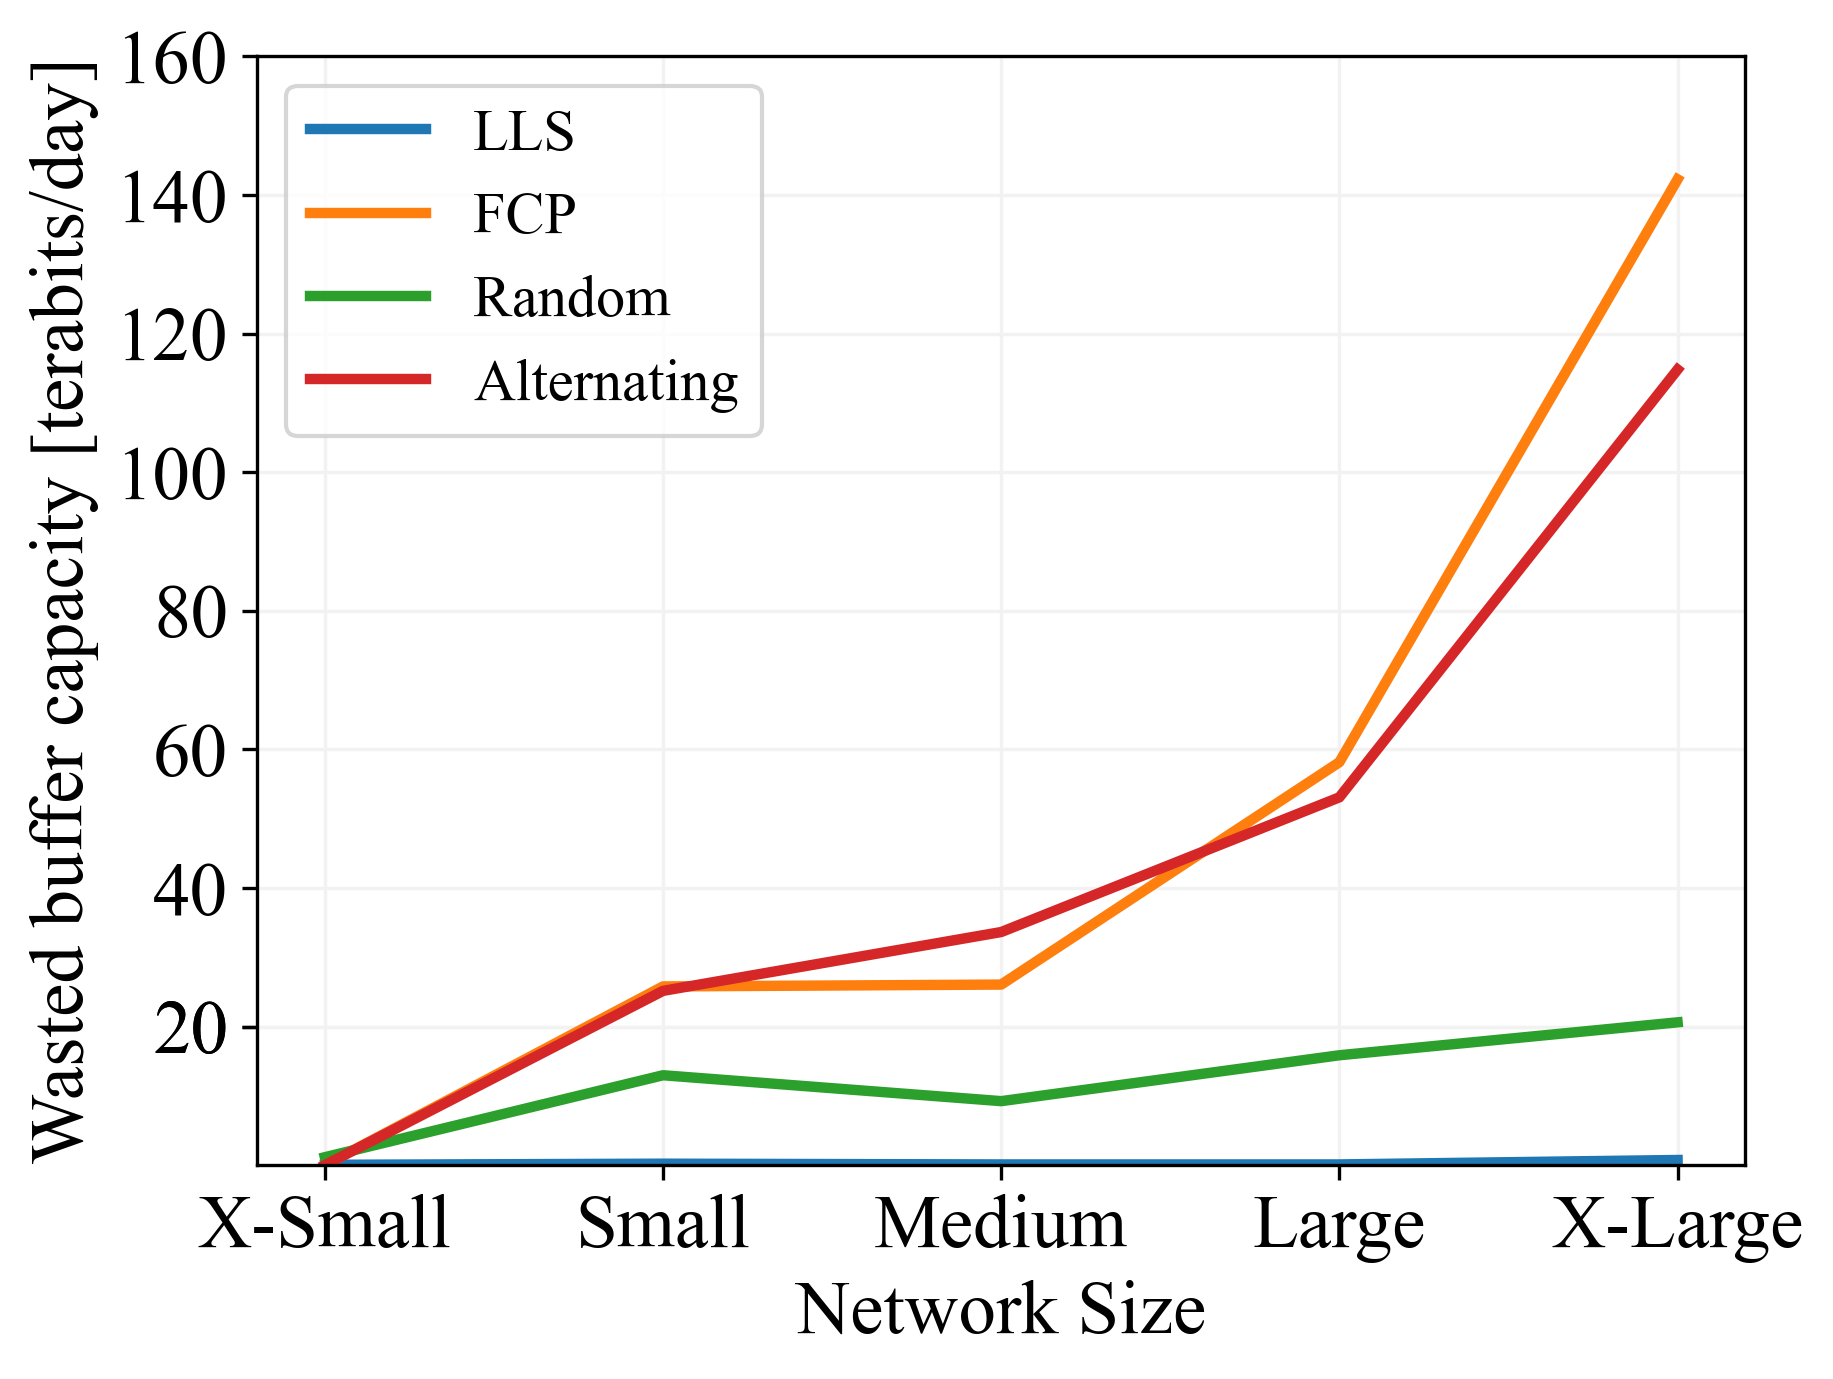 Wasted buffer capacity [terabits/day]
160
140
120
100
80
60
40
20
LLS
FCP
Random
Alternating
X-Small Small Medium Large X-Large
Network Size